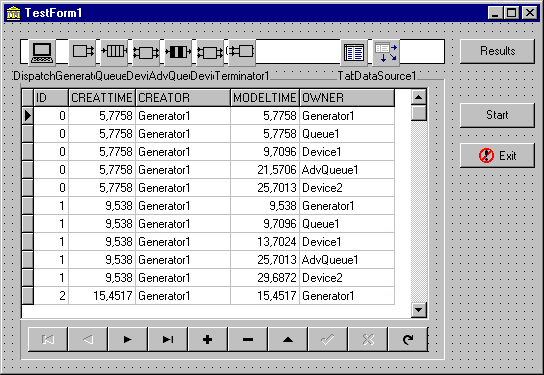 TestForm1
Results
DispatchGenerateQueueDeviAdvQueDeviTerminator1 TatDataSource1
ID CREATTIME CREATOR MODELTIME OWNER
0 5,7758 Generator1 5,7758 Generator1
0 5,7758 Generator1 5,7758 Queue1
0 5,7758 Generator1 9,7096 Device1
0 5,7758 Generator1 21,5706 AdvQueue1
0 5,7758 Generator1 25,7013 Device2
1 9,538 Generator1 9,538 Generator1
1 9,538 Generator1 9,7096 Queue1
1 9,538 Generator1 13,7024 Device1
1 9,538 Generator1 25,7013 AdvQueue1
1 9,538 Generator1 29,6872 Device2
2 15,4517 Generator1 15,4517 Generator1
Start
Exit